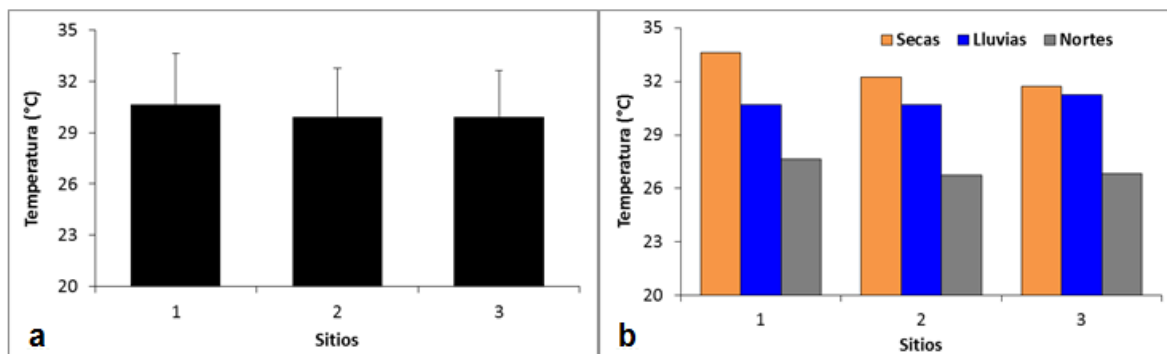 35
32
29
26
23
20
Temperatura (°C)
1 2 3
Sitios
a
35
32
29
26
23
20
Temperatura (°C)
Secas Lluvias Nortes
1 2 3
Sitios
b